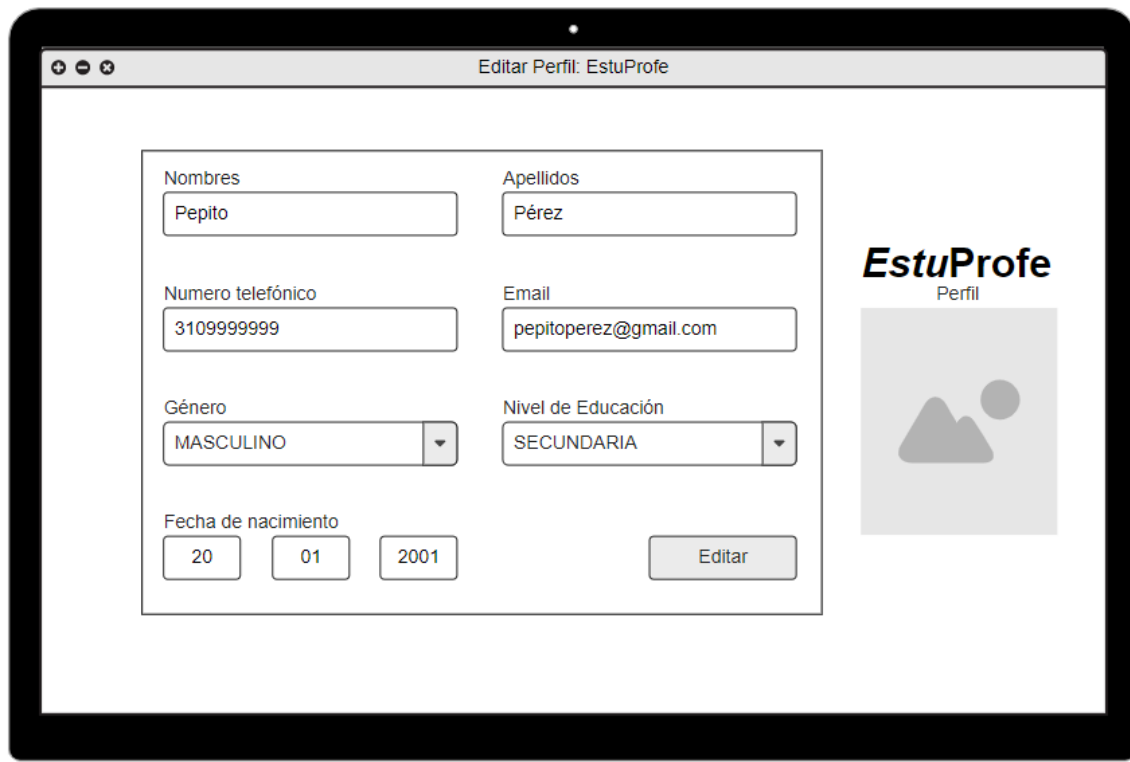 Editar Perfil: EstuProfe
Nombres
Apellidos
Pepito
Pérez
Numero telefónico
Email
3109999999
pepitoperez@gmail.com
Género
Nivel de Educación
MASCULINO
SECUNDARIA
Fecha de nacimiento
20 01 2001
Editar
EstuProfe
Perfil